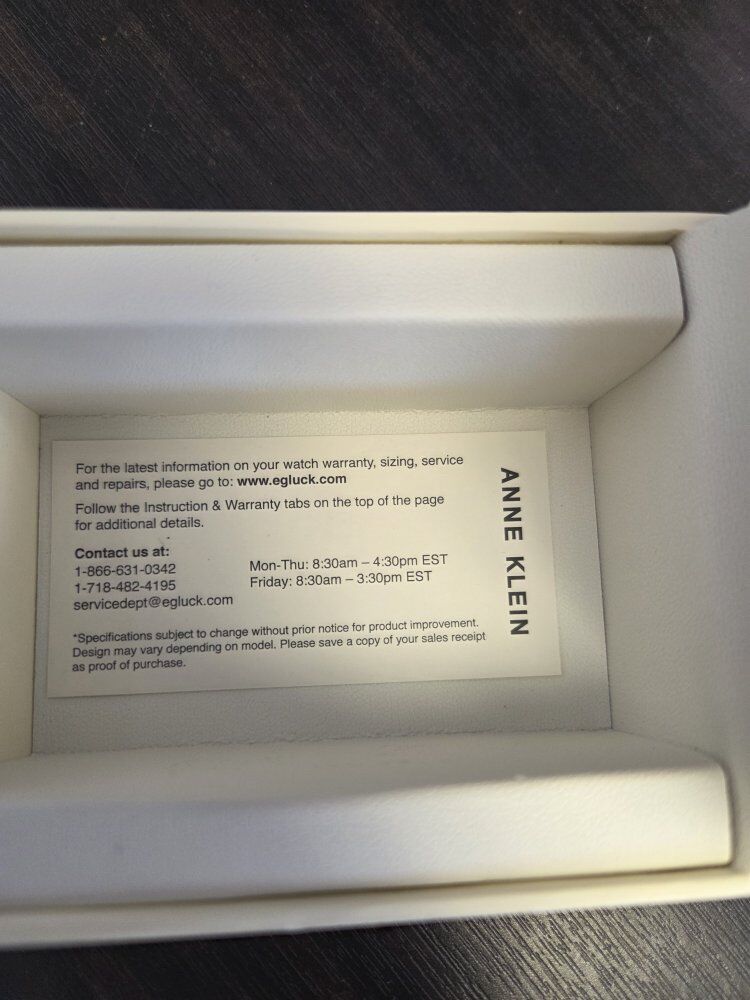 For the latest information on your watch warranty, sizing, service
and repairs, please go to: www.egluck.com
Follow the Instruction & Warranty tabs on the top of the page
for additional details.
Contact us at:
1-866-631-0342
1-718-482-4195
servicedept@egluck.com
Mon-Thu: 8:30am – 4:30pm EST
Friday: 8:30am – 3:30pm EST
*Specifications subject to change without prior notice for product improvement.
Design may vary depending on model. Please save a copy of your sales receipt
as proof of purchase.
ANNE KLEIN